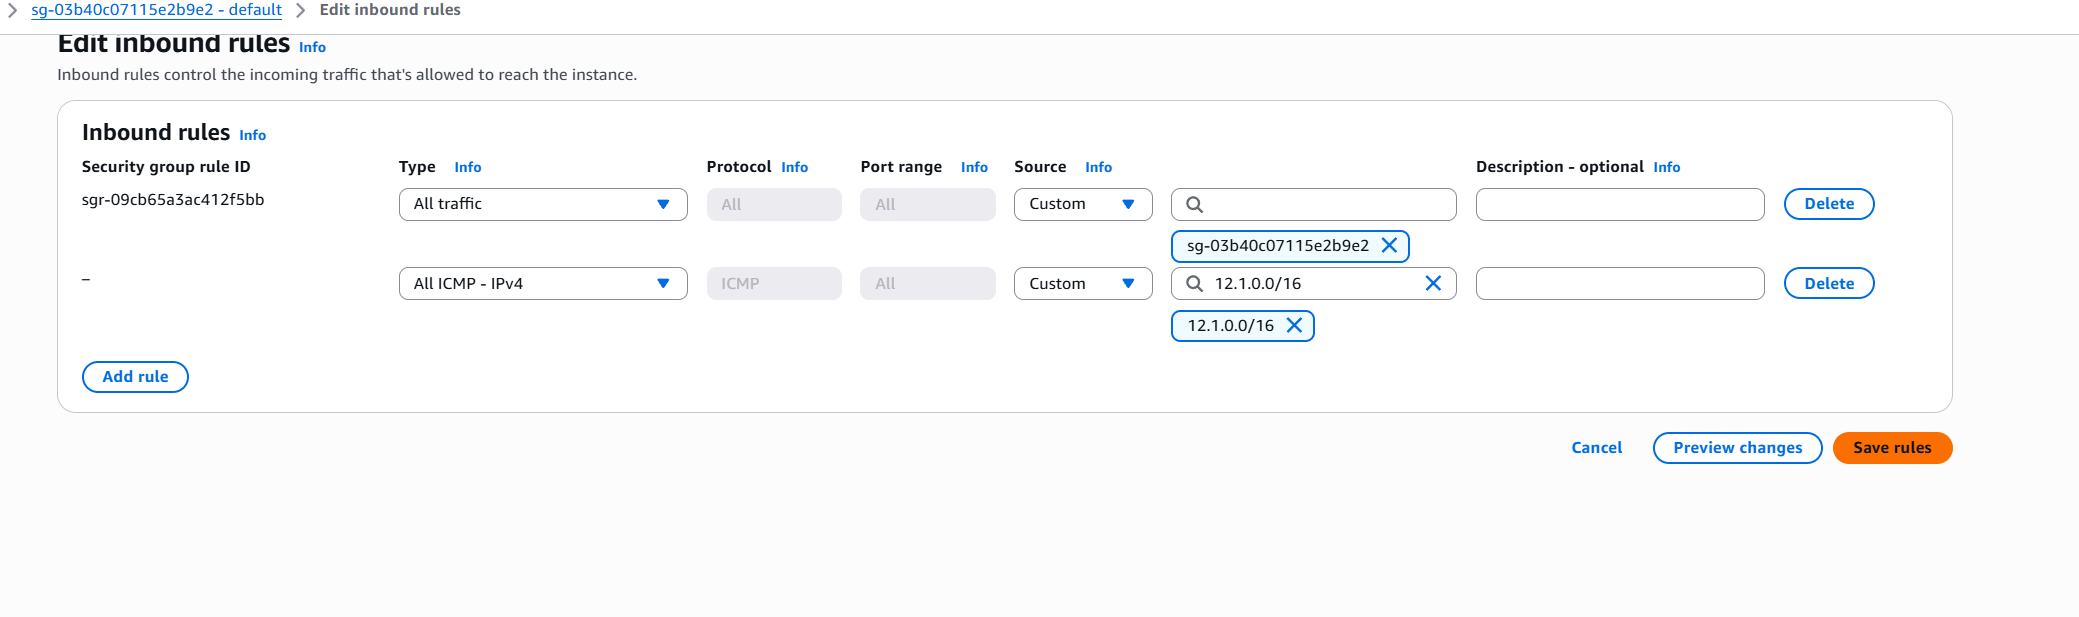 sg-03b40c07115e2b9e2 - default > Edit inbound rules
Edit inbound rules Info
Inbound rules control the incoming traffic that's allowed to reach the instance.
Inbound rules Info
Security group rule ID Type Info Protocol Info Port range Info Source Info Description - optional Info
sgr-09cb65a3ac412f5bb All traffic All All Custom Delete
sg-03b40c07115e2b9e2
– All ICMP - IPv4 ICMP All Custom 12.1.0.0/16 Delete
12.1.0.0/16
Add rule
Cancel Preview changes Save rules